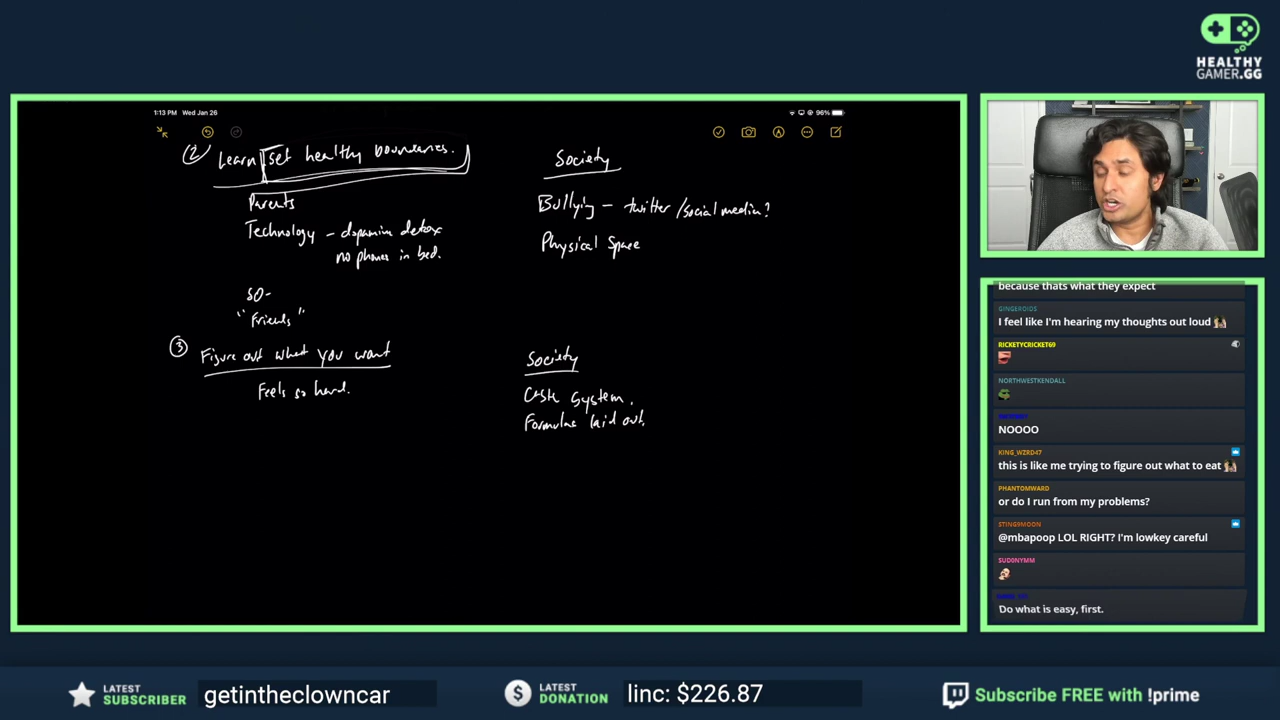 HEALTHY
GAMER.GG
1:13 PM Wed Jan 26
96%
② Learn set healthy boundaries.
Parents
Technology - dopamine detox
no phones in bed.
SO-
"Friends"
Society
Bullying - twitter/social media?
Physical Space
③ Figure out what you want
Feels so hard.
Society
Caste System.
Formulas laid out.
because thats what they expect
GINGEROIDS
I feel like I'm hearing my thoughts out loud
RICKETYCRICKET69
NORTHWESTKENDALL
NOOOO
KING_WZRD47
this is like me trying to figure out what to eat
PHANTOMWARD
or do I run from my problems?
STING9MOON
@mbapoop LOL RIGHT? I'm lowkey careful
SUD0NYMM
Do what is easy, first.
LATEST
SUBSCRIBER
getintheclowncar
LATEST
DONATION
linc: $226.87
Subscribe FREE with !prime